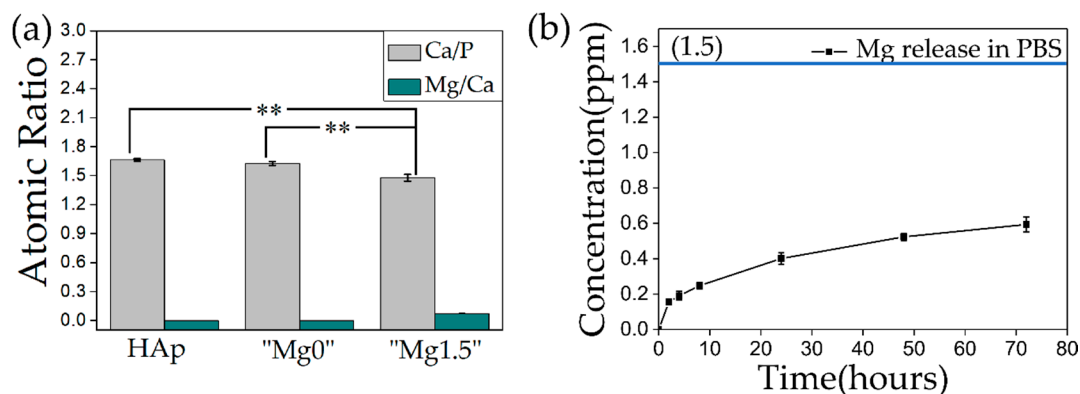 (a)
Atomic Ratio
3.0
2.7
2.4
2.1
1.8
1.5
1.2
0.9
0.6
0.3
0.0
Ca/P
Mg/Ca
**
**
HAp
"Mg0"
"Mg1.5"
(b)
Concentration(ppm)
1.6
1.4
1.2
1.0
0.8
0.6
0.4
0.2
0.0
(1.5)
Mg release in PBS
0 10 20 30 40 50 60 70 80
Time(hours)